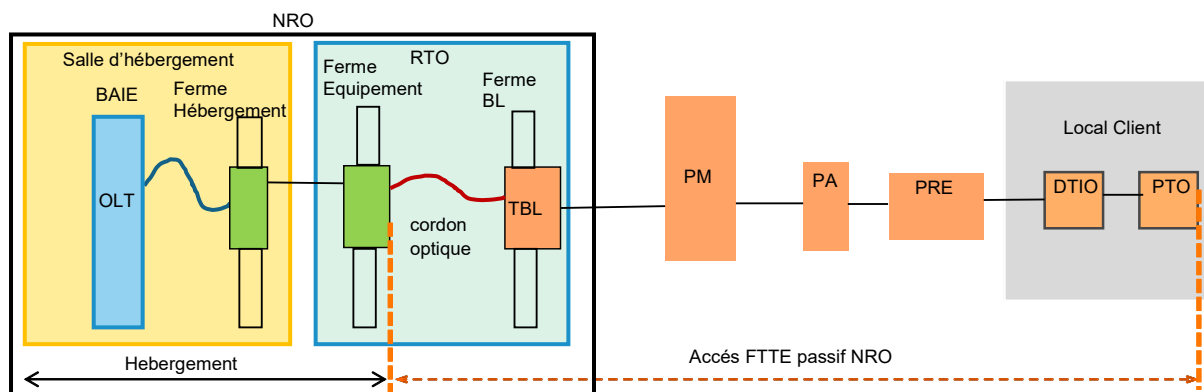 NRO
Salle d’hébergement
RTO
BAIE
Ferme
Hébergement
Ferme
Equipement
Ferme
BL
OLT
cordon
optique
TBL
PM
PA
PRE
Local Client
DTIO
PTO
Hebergement
Accés FTTE passif NRO